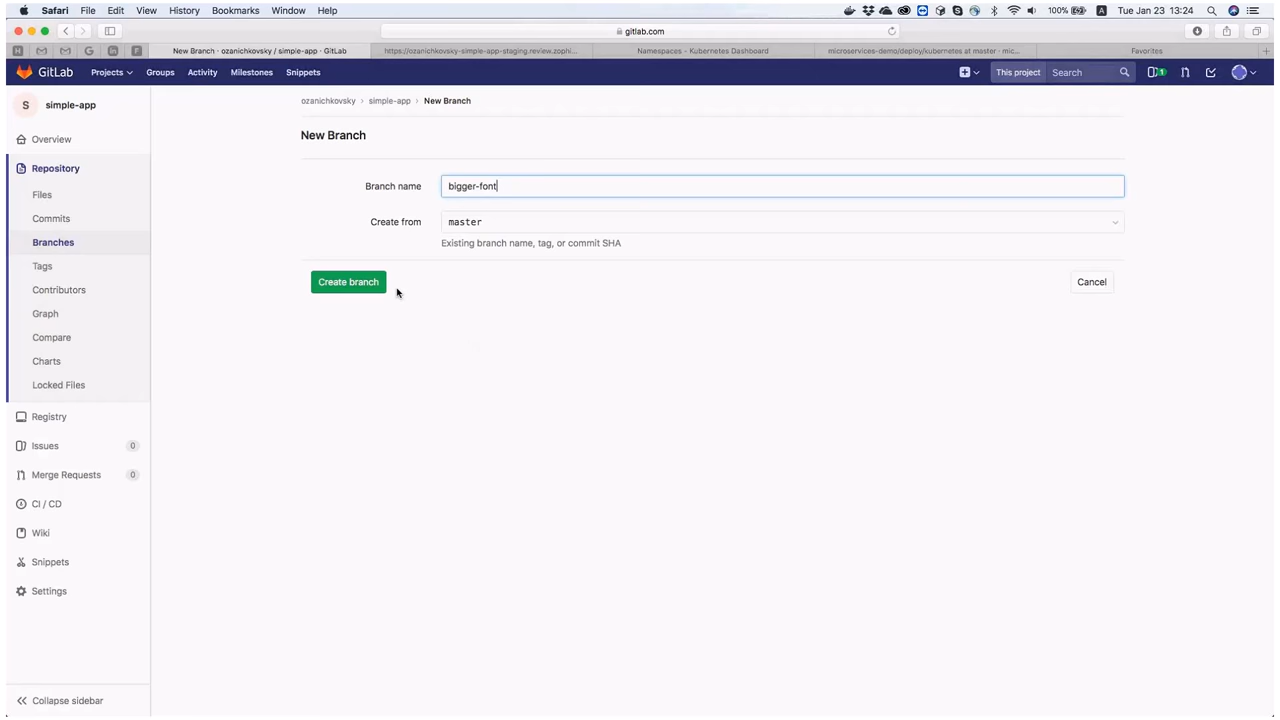 Safari File Edit View History Bookmarks Window Help 100% Tue Jan 23 13:24
gitlab.com
New Branch · ozanichkovsky / simple-app · GitLab https://ozanichkovsky-simple-app-staging.review.zophi... Namespaces – Kubernetes Dashboard microservices-demo/deploy/kubernetes at master · mic... Favorites
GitLab Projects Groups Activity Milestones Snippets This project Search 1
S simple-app
ozanichkovsky > simple-app > New Branch
New Branch
Branch name bigger-font
Create from master
Existing branch name, tag, or commit SHA
Create branch Cancel
Overview
Repository
Files
Commits
Branches
Tags
Contributors
Graph
Compare
Charts
Locked Files
Registry
Issues 0
Merge Requests 0
CI / CD
Wiki
Snippets
Settings
Collapse sidebar